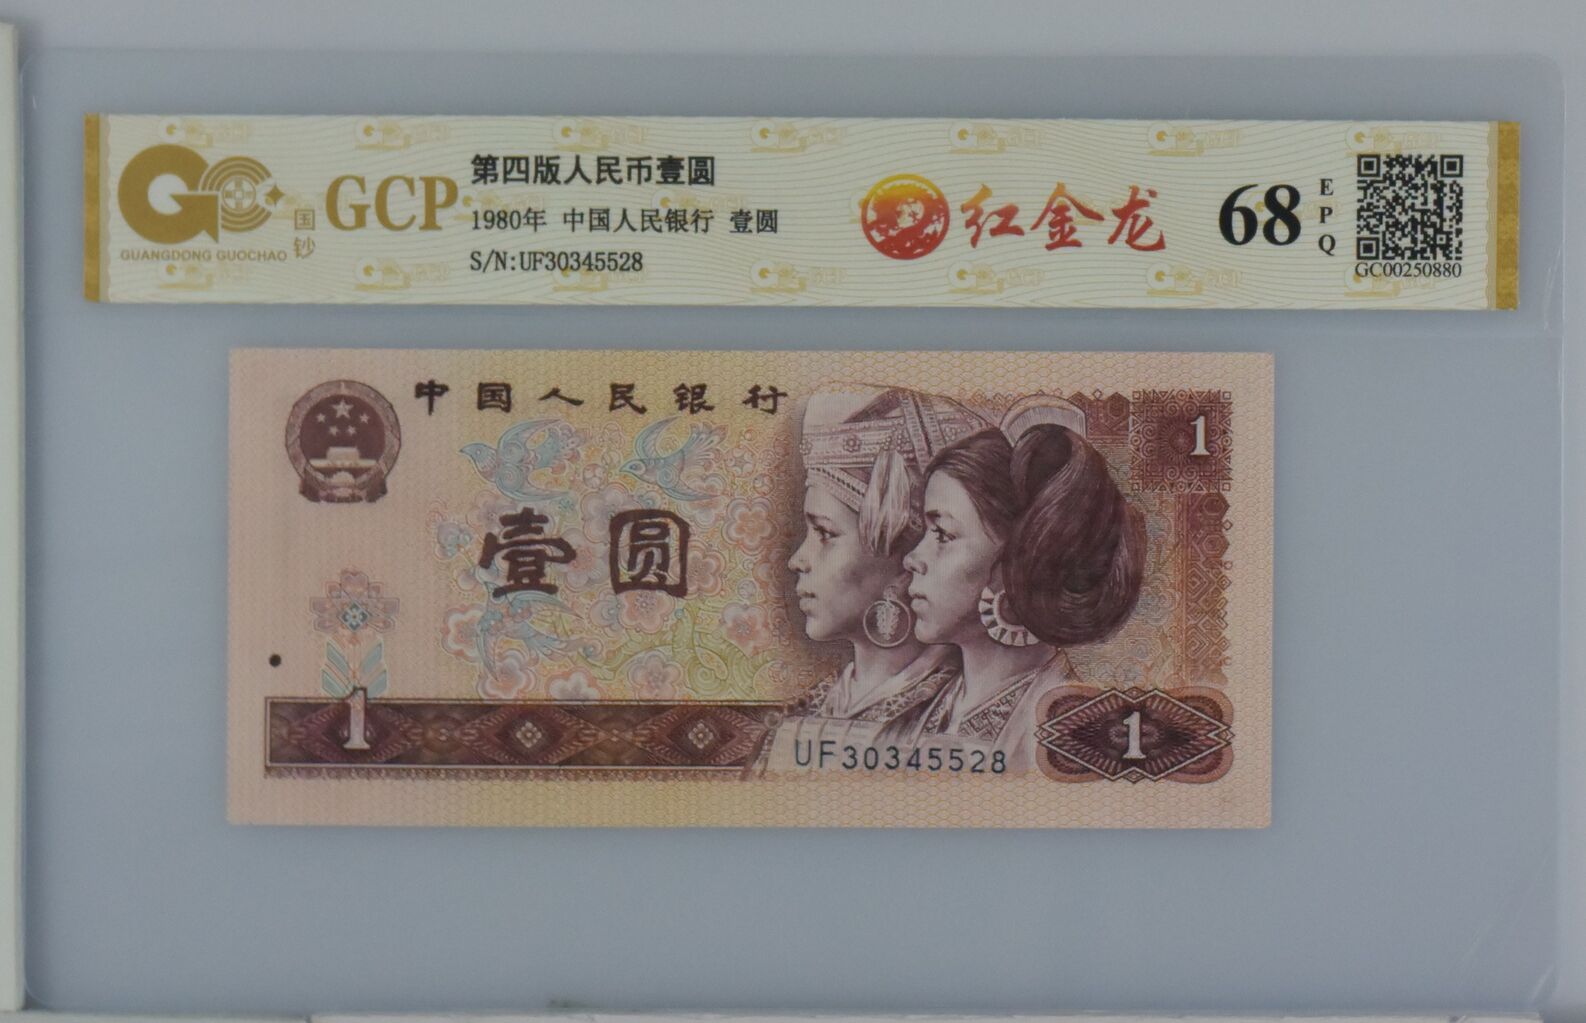 GUANGDONG GUOCHAO
国钞
GCP
第四版人民币壹圆
1980年 中国人民银行 壹圆
S/N:UF30345528
红金龙
68
EPQ
GC00250880
中国人民银行
1
壹圆
1
UF30345528
1